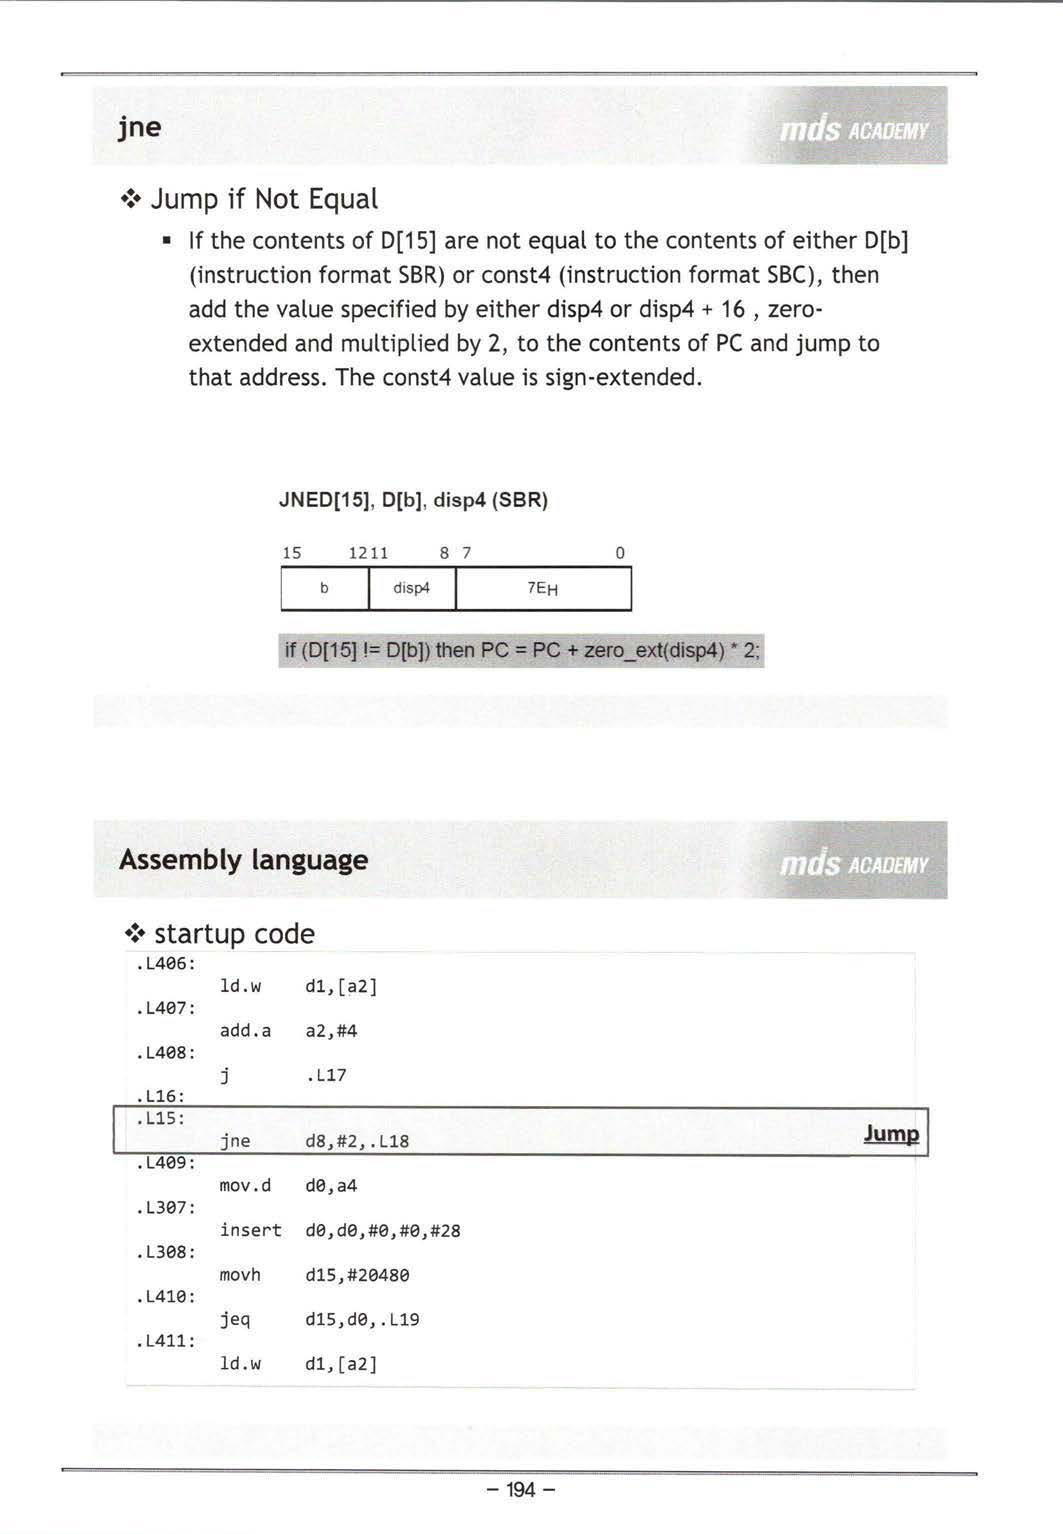 jne
mds ACADEMY
❖ Jump if Not Equal
▪ If the contents of D[15] are not equal to the contents of either D[b]
(instruction format SBR) or const4 (instruction format SBC), then
add the value specified by either disp4 or disp4 + 16 , zero-
extended and multiplied by 2, to the contents of PC and jump to
that address. The const4 value is sign-extended.
JNED[15], D[b], disp4 (SBR)
15 12 11 8 7 0
b disp4 7EH
if (D[15] != D[b]) then PC = PC + zero_ext(disp4) * 2;
Assembly language
mds ACADEMY
❖ startup code
.L406:
ld.w d1,[a2]
.L407:
add.a a2,#4
.L408:
j .L17
.L16:
.L15:
jne d8,#2,.L18
Jump
.L409:
mov.d d0,a4
.L307:
insert d0,d0,#0,#0,#28
.L308:
movh d15,#20480
.L410:
jeq d15,d0,.L19
.L411:
ld.w d1,[a2]
- 194 -